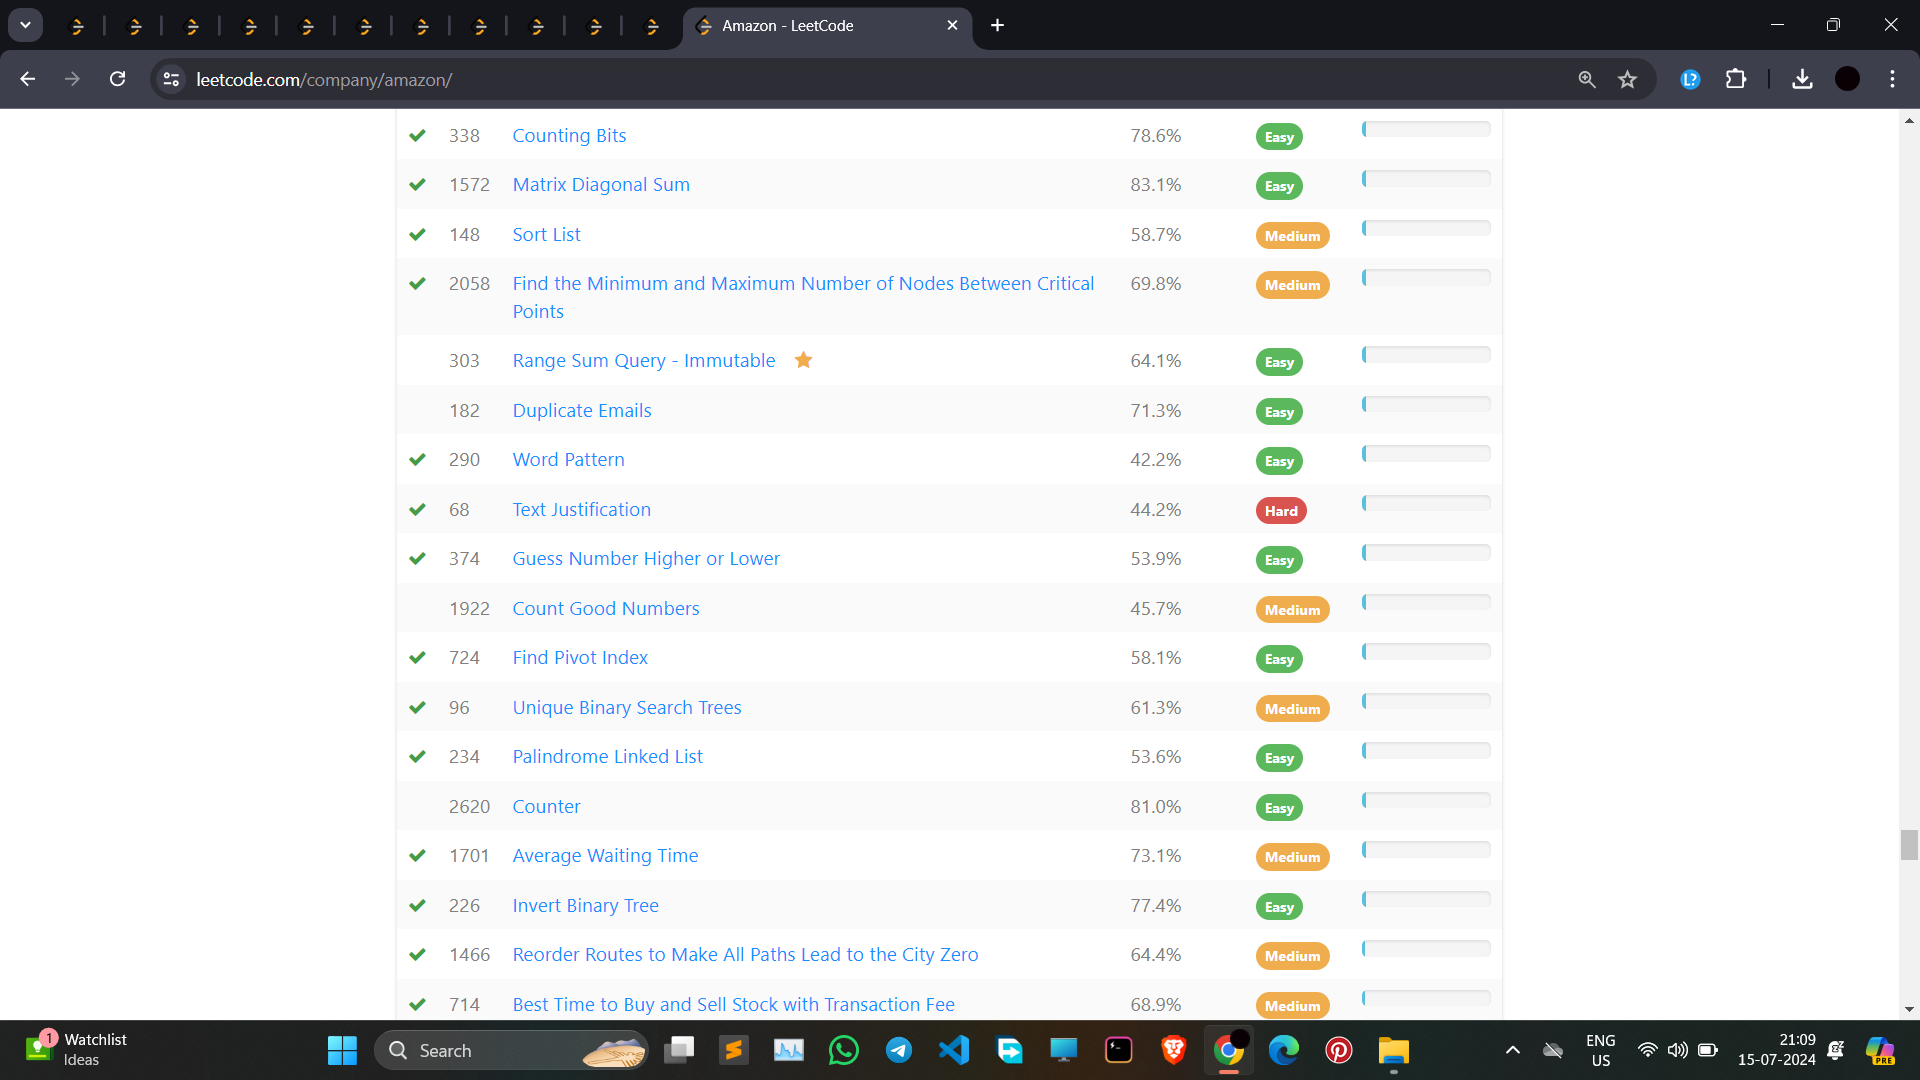 Amazon - LeetCode
leetcode.com/company/amazon/
338 Counting Bits 78.6% Easy
1572 Matrix Diagonal Sum 83.1% Easy
148 Sort List 58.7% Medium
2058 Find the Minimum and Maximum Number of Nodes Between Critical 69.8% Medium
Points
303 Range Sum Query - Immutable 64.1% Easy
182 Duplicate Emails 71.3% Easy
290 Word Pattern 42.2% Easy
68 Text Justification 44.2% Hard
374 Guess Number Higher or Lower 53.9% Easy
1922 Count Good Numbers 45.7% Medium
724 Find Pivot Index 58.1% Easy
96 Unique Binary Search Trees 61.3% Medium
234 Palindrome Linked List 53.6% Easy
2620 Counter 81.0% Easy
1701 Average Waiting Time 73.1% Medium
226 Invert Binary Tree 77.4% Easy
1466 Reorder Routes to Make All Paths Lead to the City Zero 64.4% Medium
714 Best Time to Buy and Sell Stock with Transaction Fee 68.9% Medium
1 Watchlist
Ideas
Search
ENG
US
21:09
15-07-2024
PRE